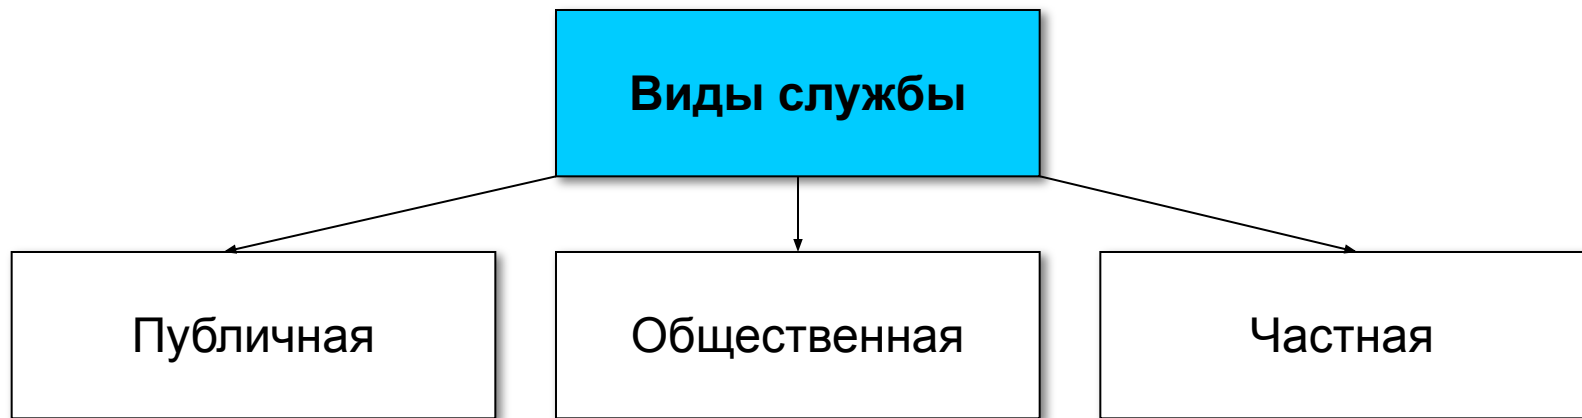 Виды службы
Публичная
Общественная
Частная